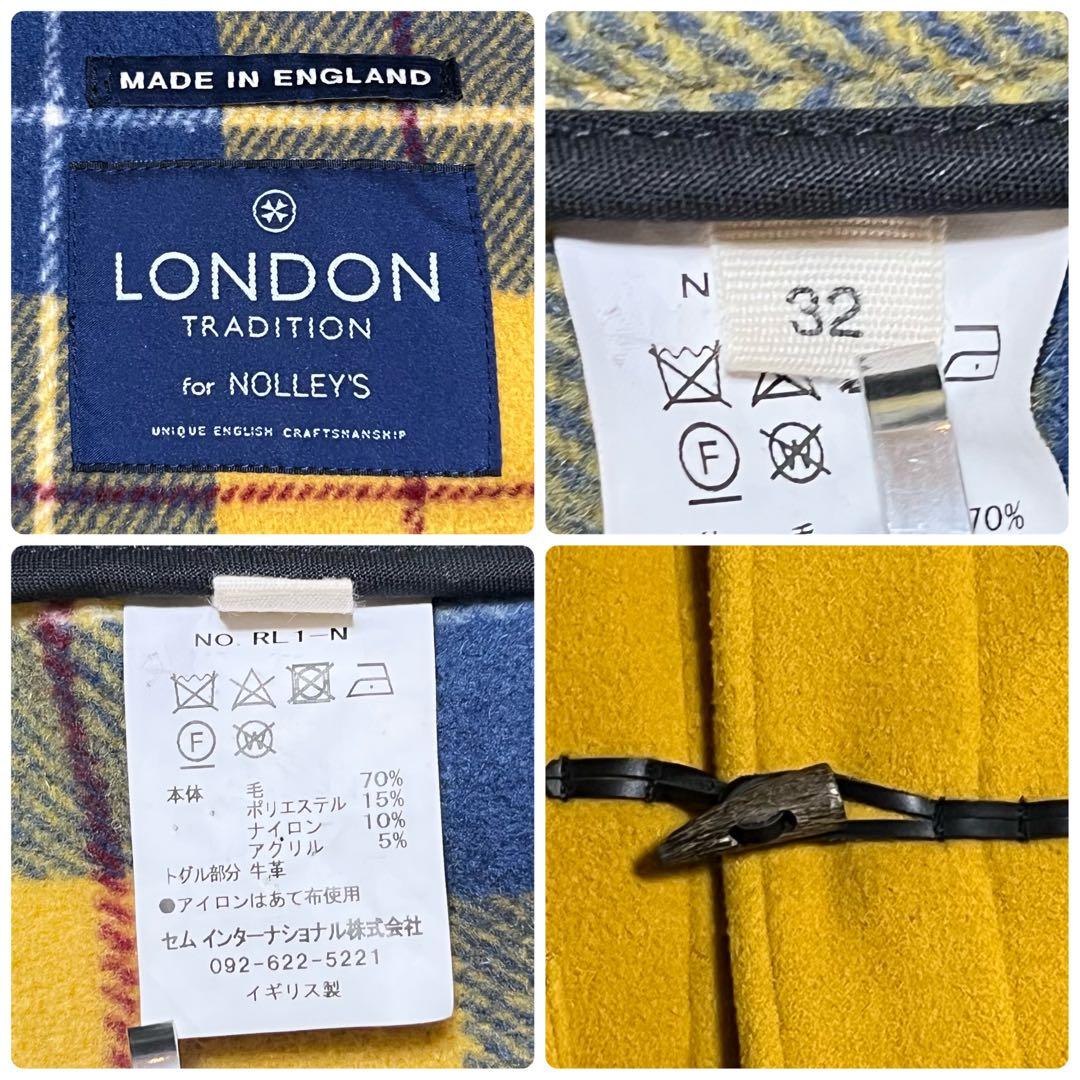 MADE IN ENGLAND
LONDON
TRADITION
for NOLLEY'S
UNIQUE ENGLISH CRAFTSMANSHIP
N
32
F
W
70%
NO. RL1-N
F
W
本体 毛 70%
ポリエステル 15%
ナイロン 10%
アクリル 5%
トグル部分 牛革
●アイロンはあて布使用
セム インターナショナル株式会社
092-622-5221
イギリス製